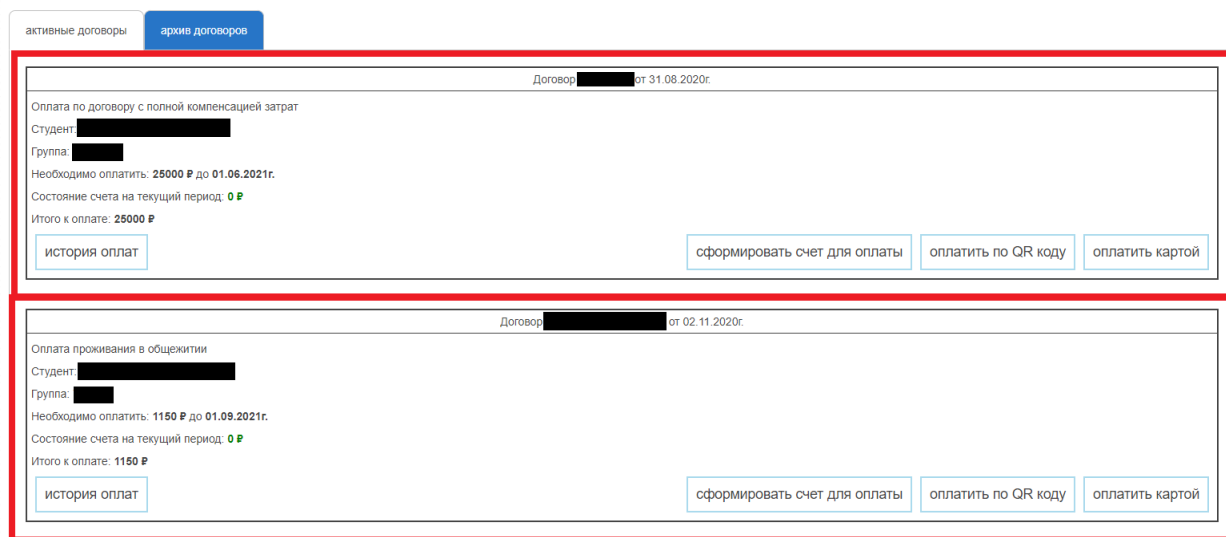 активные договоры архив договоров
Договор от 31.08.2020г.
Оплата по договору с полной компенсацией затрат
Студент:
Группа:
Необходимо оплатить: 25000 ₽ до 01.06.2021г.
Состояние счета на текущий период: 0 ₽
Итого к оплате: 25000 ₽
история оплат сформировать счет для оплаты оплатить по QR коду оплатить картой
Договор от 02.11.2020г.
Оплата проживания в общежитии
Студент:
Группа:
Необходимо оплатить: 1150 ₽ до 01.09.2021г.
Состояние счета на текущий период: 0 ₽
Итого к оплате: 1150 ₽
история оплат сформировать счет для оплаты оплатить по QR коду оплатить картой